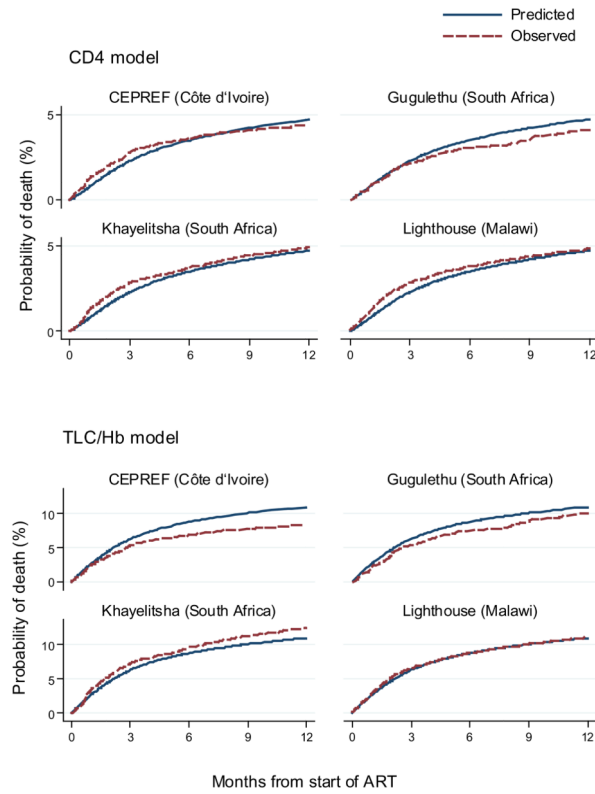 Predicted
Observed
CD4 model
CEPREF (Côte d'Ivoire)
Gugulethu (South Africa)
5
0
Khayelitsha (South Africa)
Lighthouse (Malawi)
5
0
Probability of death (%)
0 3 6 9 12
0 3 6 9 12
TLC/Hb model
CEPREF (Côte d'Ivoire)
Gugulethu (South Africa)
10
5
0
Khayelitsha (South Africa)
Lighthouse (Malawi)
10
5
0
Probability of death (%)
0 3 6 9 12
0 3 6 9 12
Months from start of ART